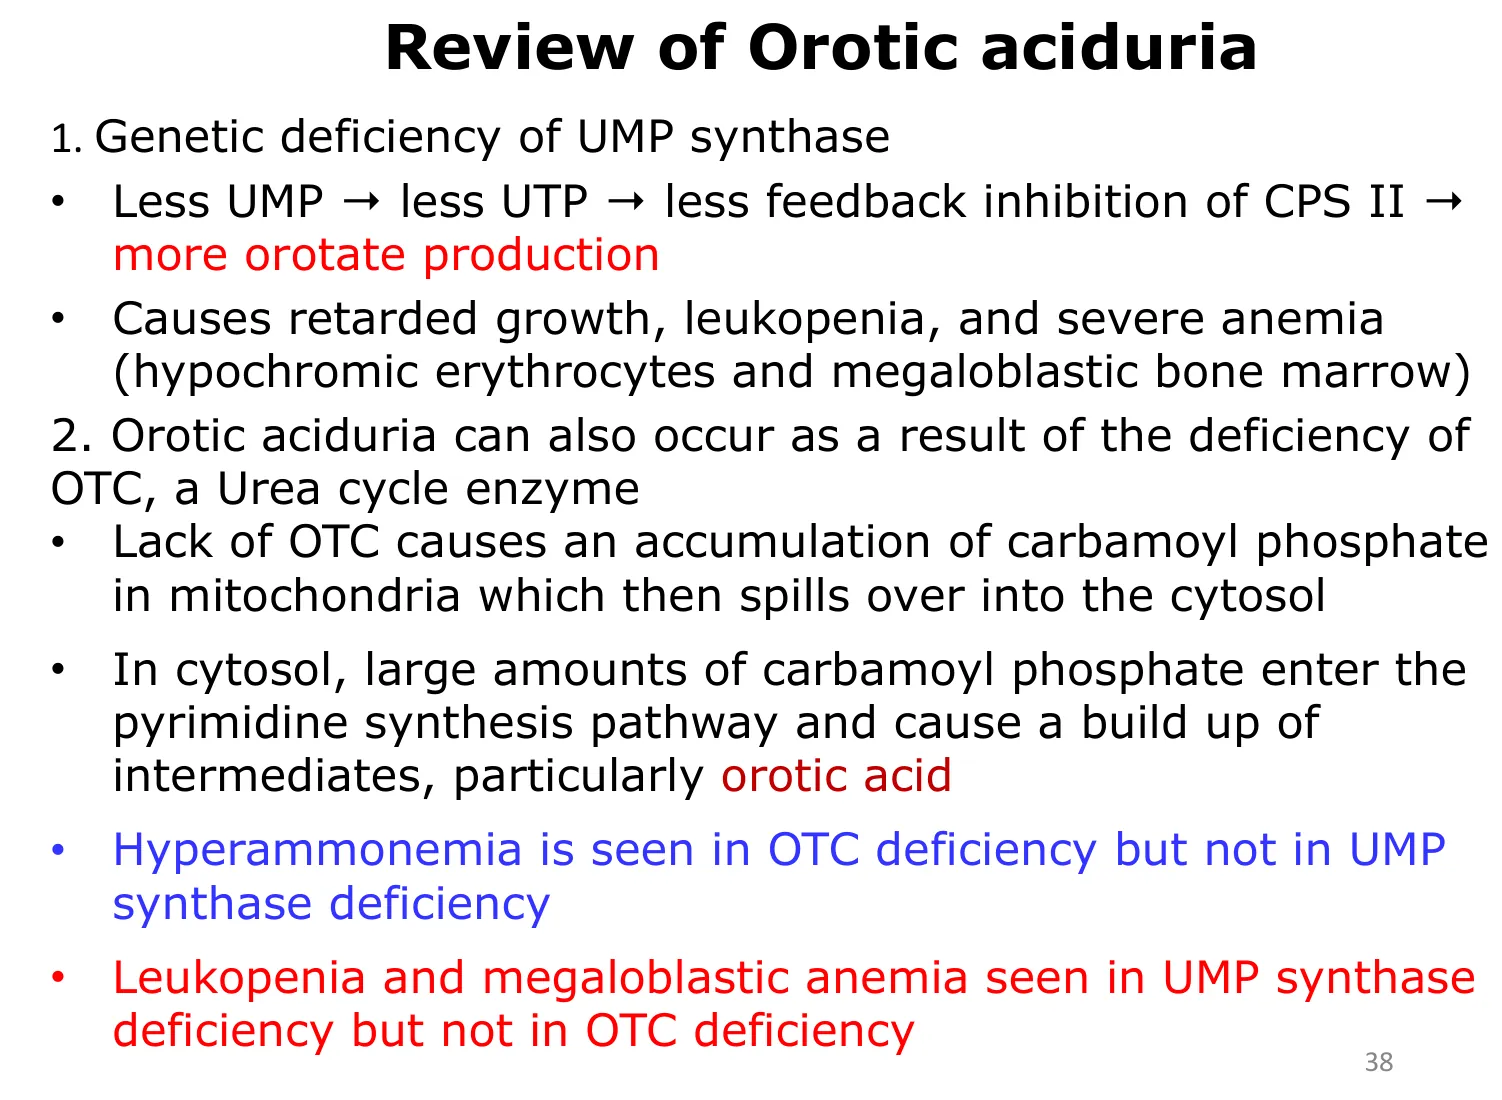 Review of Orotic aciduria
1. Genetic deficiency of UMP synthase
• Less UMP → less UTP → less feedback inhibition of CPS II →
more orotate production
• Causes retarded growth, leukopenia, and severe anemia
(hypochromic erythrocytes and megaloblastic bone marrow)
2. Orotic aciduria can also occur as a result of the deficiency of
OTC, a Urea cycle enzyme
• Lack of OTC causes an accumulation of carbamoyl phosphate
in mitochondria which then spills over into the cytosol
• In cytosol, large amounts of carbamoyl phosphate enter the
pyrimidine synthesis pathway and cause a build up of
intermediates, particularly orotic acid
• Hyperammonemia is seen in OTC deficiency but not in UMP
synthase deficiency
• Leukopenia and megaloblastic anemia seen in UMP synthase
deficiency but not in OTC deficiency
38